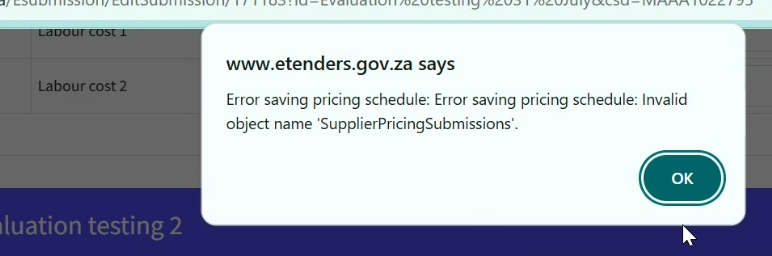 a/Esubmission/EditSubmission/171183?id=Evaluation%20testing%2031%20July&csd=MAAA1022795
Labour cost 1
www.etenders.gov.za says
Labour cost 2
Error saving pricing schedule: Error saving pricing schedule: Invalid
object name 'SupplierPricingSubmissions'.
OK
aluation testing 2